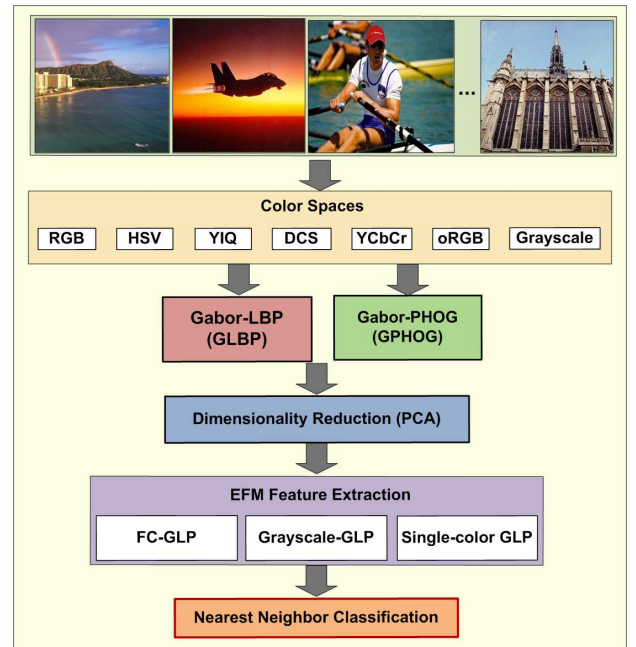 ...
Color Spaces
RGB HSV YIQ DCS YCbCr oRGB Grayscale
Gabor-LBP
(GLBP)
Gabor-PHOG
(GPHOG)
Dimensionality Reduction (PCA)
EFM Feature Extraction
FC-GLP Grayscale-GLP Single-color GLP
Nearest Neighbor Classification